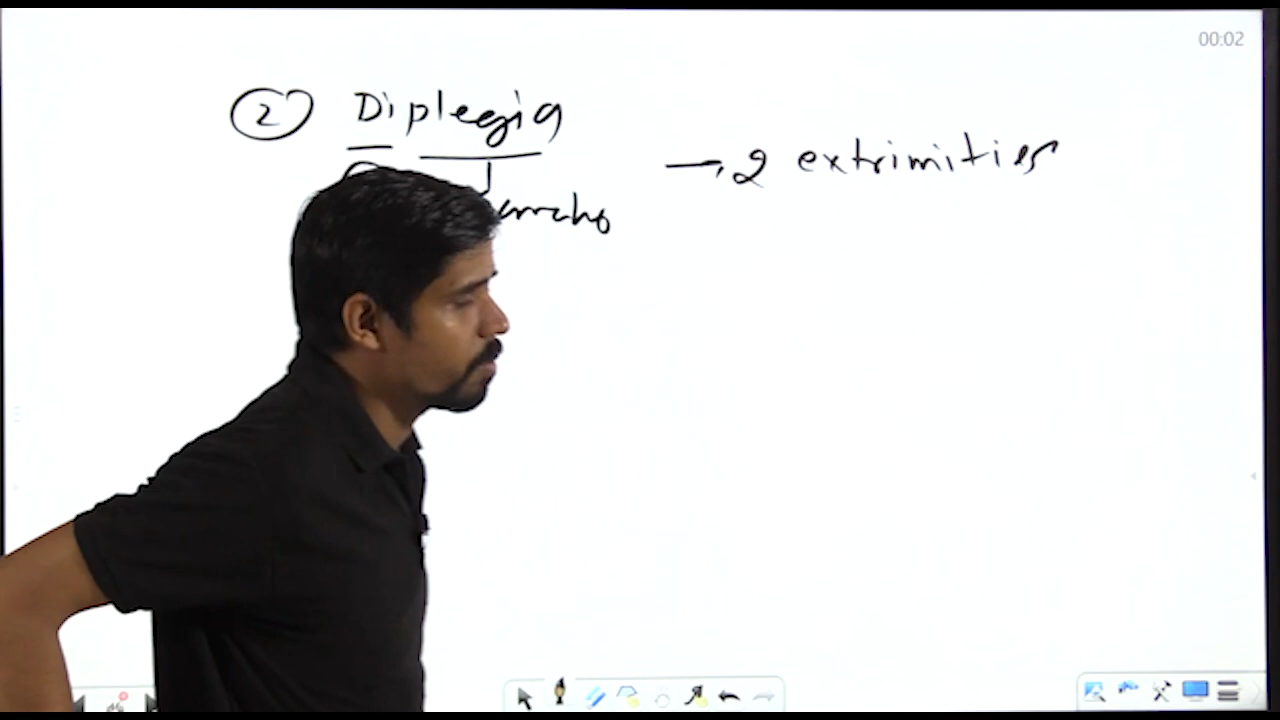 00:02
2 Diplegia
→ 2 extrimities